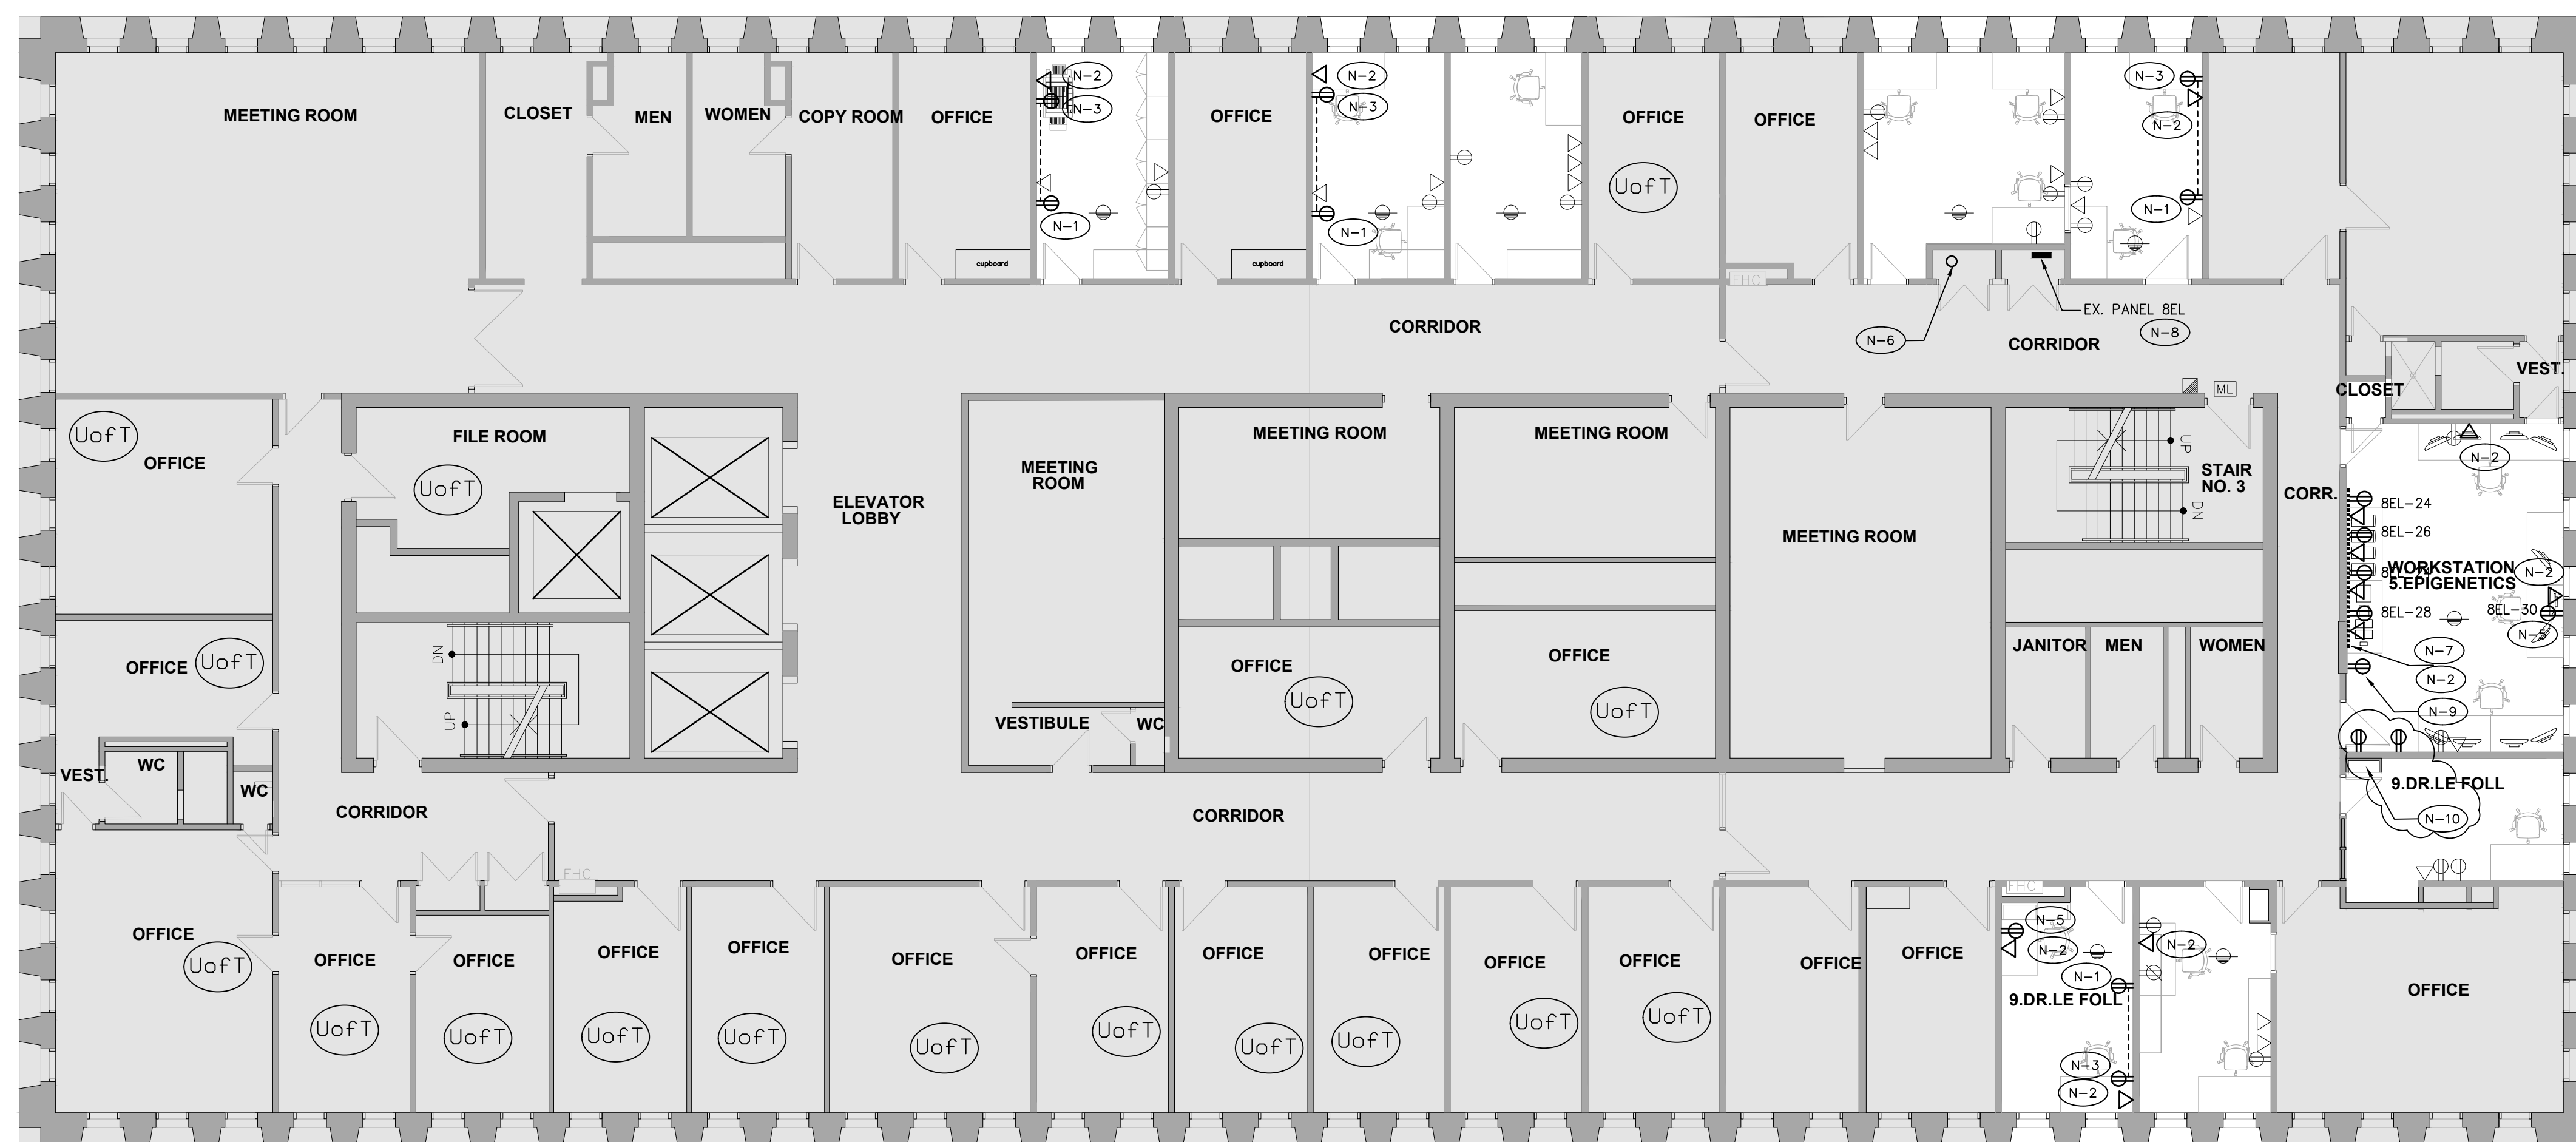 MEETING ROOM
CLOSET
MEN
WOMEN
COPY ROOM
OFFICE
cupboard
N-2
N-3
N-1
OFFICE
cupboard
N-2
N-3
N-1
OFFICE
UofT
OFFICE
FHC
N-3
N-2
N-1
EX. PANEL 8EL
N-8
N-6
CORRIDOR
CORRIDOR
ML
VEST.
CLOSET
UofT
OFFICE
FILE ROOM
UofT
ELEVATOR
LOBBY
MEETING
ROOM
MEETING ROOM
MEETING ROOM
MEETING ROOM
UP
DN
STAIR
NO. 3
CORR.
N-2
8EL-24
8EL-26
WORKSTATION
5.EPIGENETICS
N-2
8EL-28
8EL-30
N-5
N-7
N-2
N-9
OFFICE
UofT
DN
UP
VESTIBULE
WC
OFFICE
UofT
OFFICE
UofT
JANITOR
MEN
WOMEN
VEST.
WC
WC
CORRIDOR
CORRIDOR
9.DR.LE FOLL
N-10
FHC
FHC
OFFICE
UofT
OFFICE
UofT
OFFICE
UofT
OFFICE
UofT
OFFICE
UofT
OFFICE
UofT
OFFICE
UofT
OFFICE
UofT
OFFICE
UofT
OFFICE
UofT
OFFICE
UofT
OFFICE
OFFICE
N-5
N-2
N-1
9.DR.LE FOLL
N-3
N-2
N-2
OFFICE